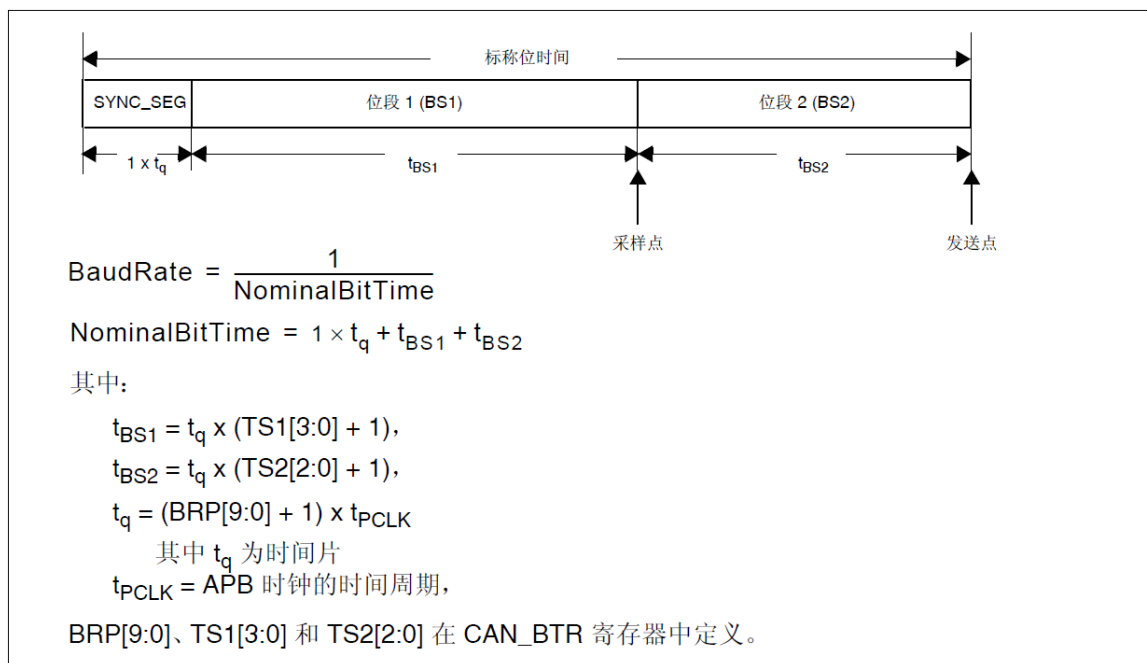 标称位时间
SYNC_SEG 位段 1 (BS1) 位段 2 (BS2)
1 x tq tBS1 tBS2
采样点 发送点
BaudRate = 1 / NominalBitTime
NominalBitTime = 1 × tq + tBS1 + tBS2
其中:
tBS1 = tq x (TS1[3:0] + 1),
tBS2 = tq x (TS2[2:0] + 1),
tq = (BRP[9:0] + 1) x tPCLK
其中 tq 为时间片
tPCLK = APB 时钟的时间周期,
BRP[9:0]、TS1[3:0] 和 TS2[2:0] 在 CAN_BTR 寄存器中定义。